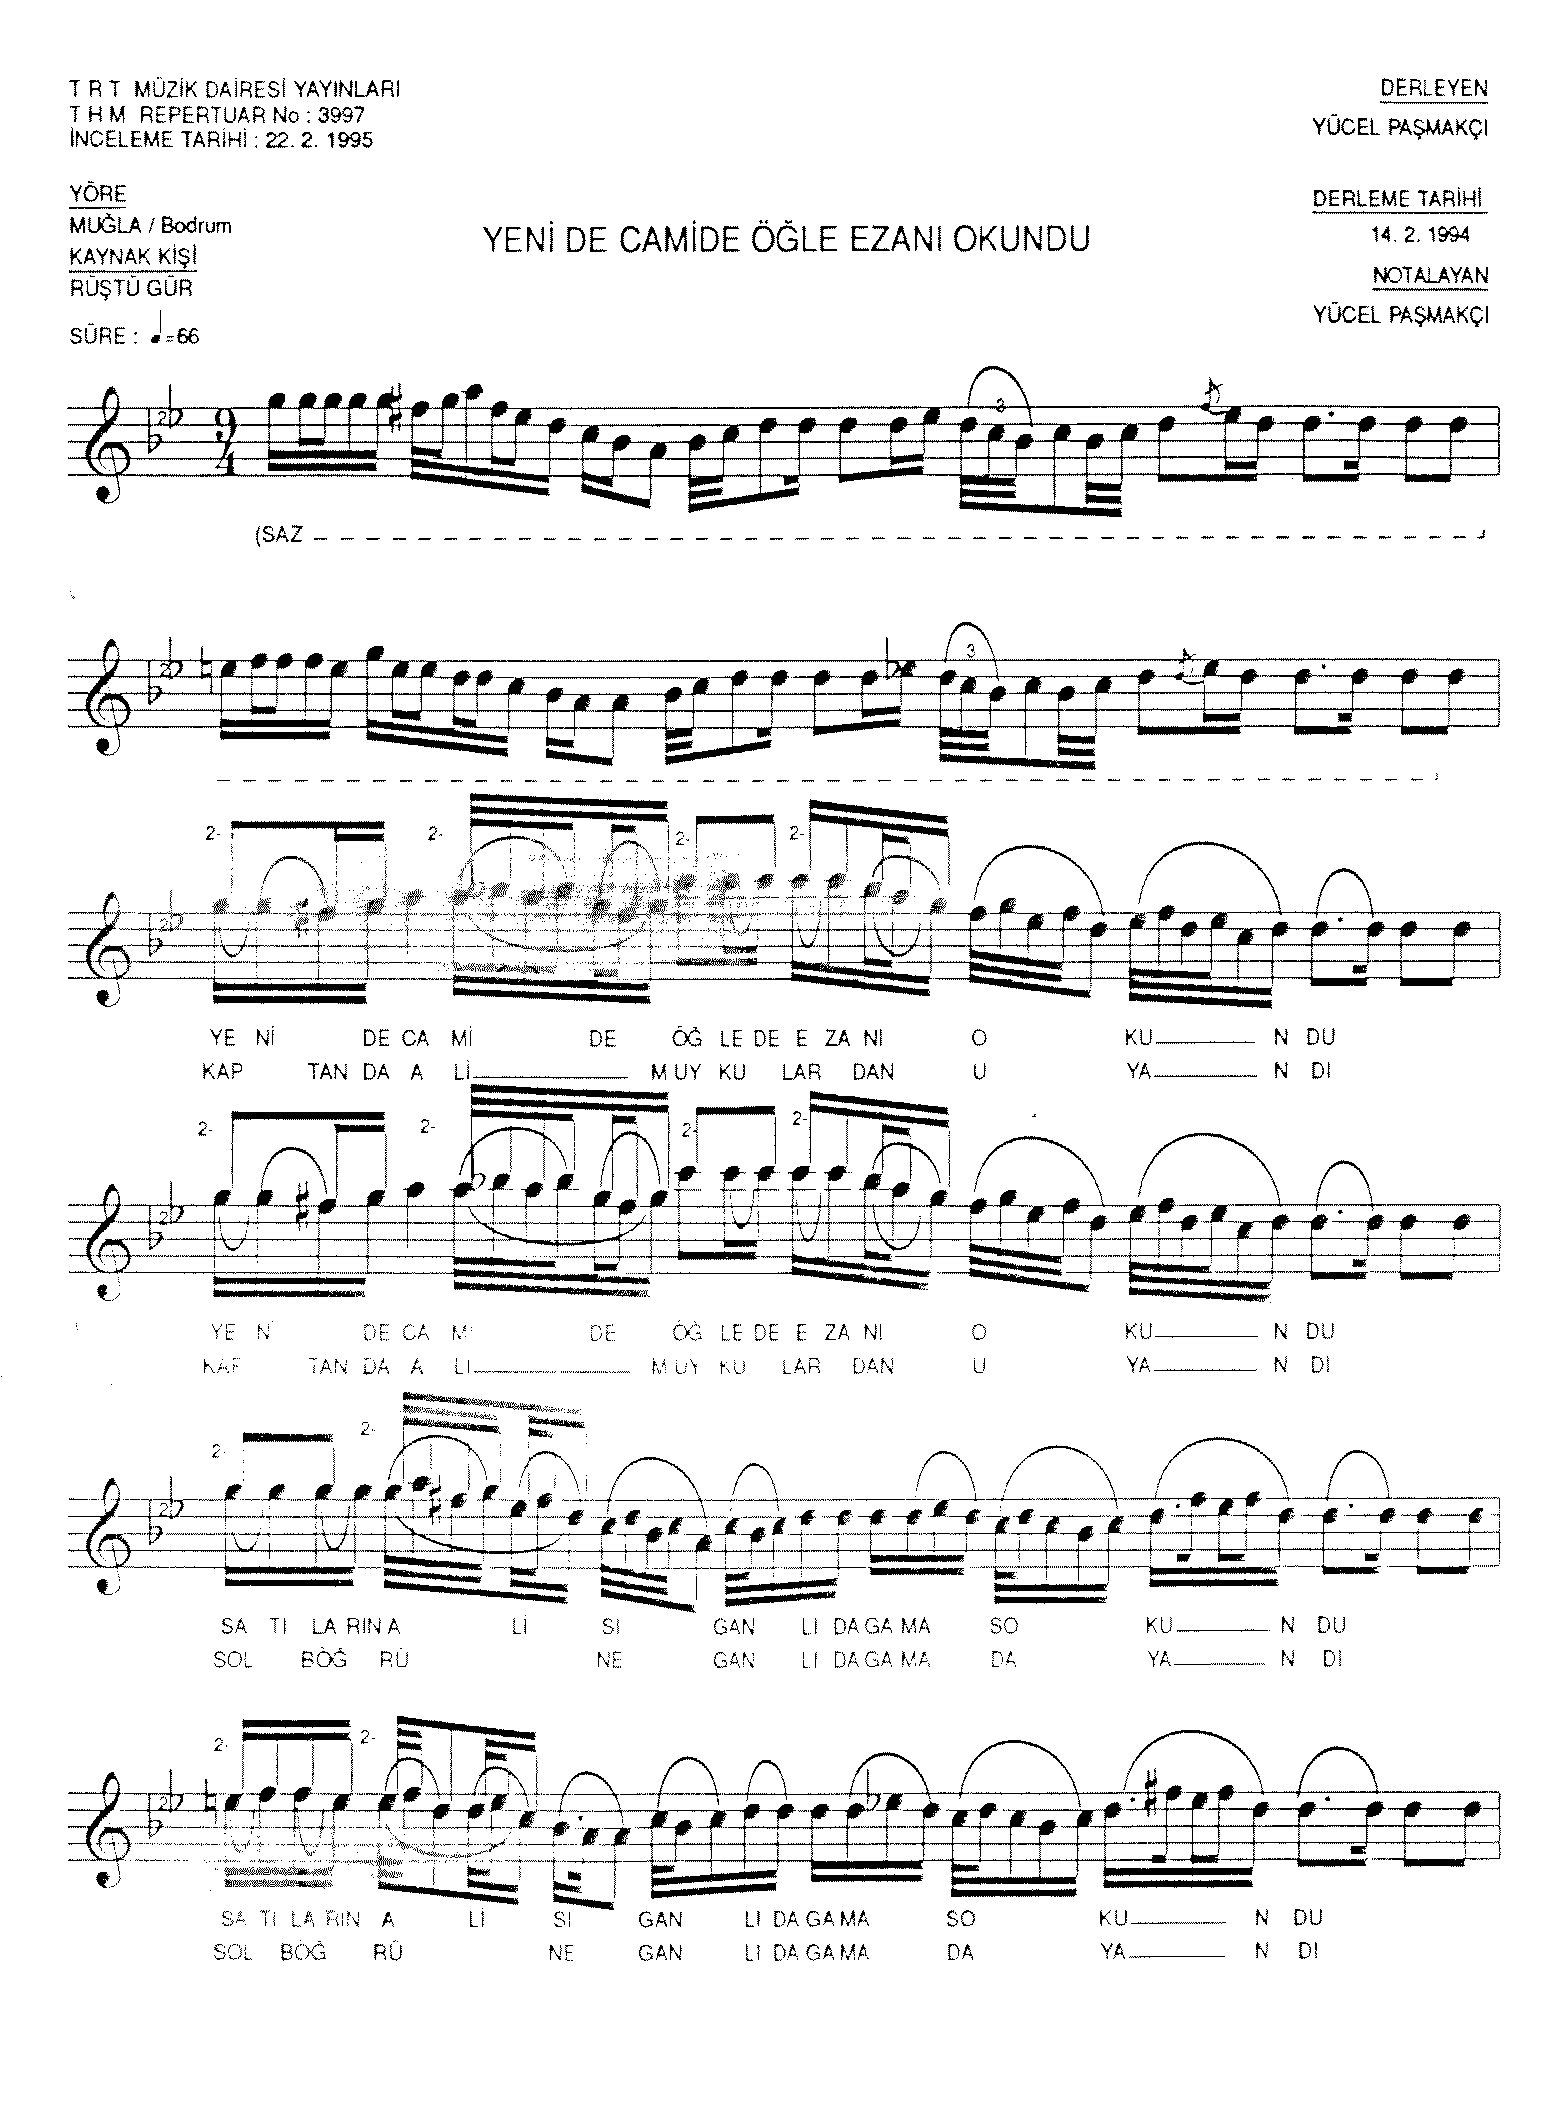 T R T MÜZİK DAİRESİ YAYINLARI
T H M REPERTUAR No : 3997
İNCELEME TARİHİ : 22. 2. 1995
DERLEYEN
YÜCEL PAŞMAKÇI
YÖRE
MUĞLA / Bodrum
KAYNAK KİŞİ
RÜŞTÜ GÜR
SÜRE : ♩=66
YENİ DE CAMİDE ÖĞLE EZANI OKUNDU
DERLEME TARİHİ
14. 2. 1994
NOTALAYAN
YÜCEL PAŞMAKÇI
9
4
3
(SAZ
3
2- 2- 2- 2-
YE Nİ DE CA Mİ DE ÖĞ LE DE E ZA NI O KU N DU
KAP TAN DA A Lİ M UY KU LAR DAN U YA N DI
2- 2- 2- 2-
YE Nİ DE CA Mİ DE ÖĞ LE DE E ZA NI O KU N DU
KAP TAN DA A Lİ M UY KU LAR DAN U YA N DI
2- 2-
SA TI LA RIN A Lİ SI GAN LI DA GA MA SO KU N DU
SOL BÖĞ RÜ NE GAN LI DA GA MA DA YA N DI
2- 2-
SA TI LA RIN A Lİ SI GAN LI DA GA MA SO KU N DU
SOL BÖĞ RÜ NE GAN LI DA GA MA DA YA N DI